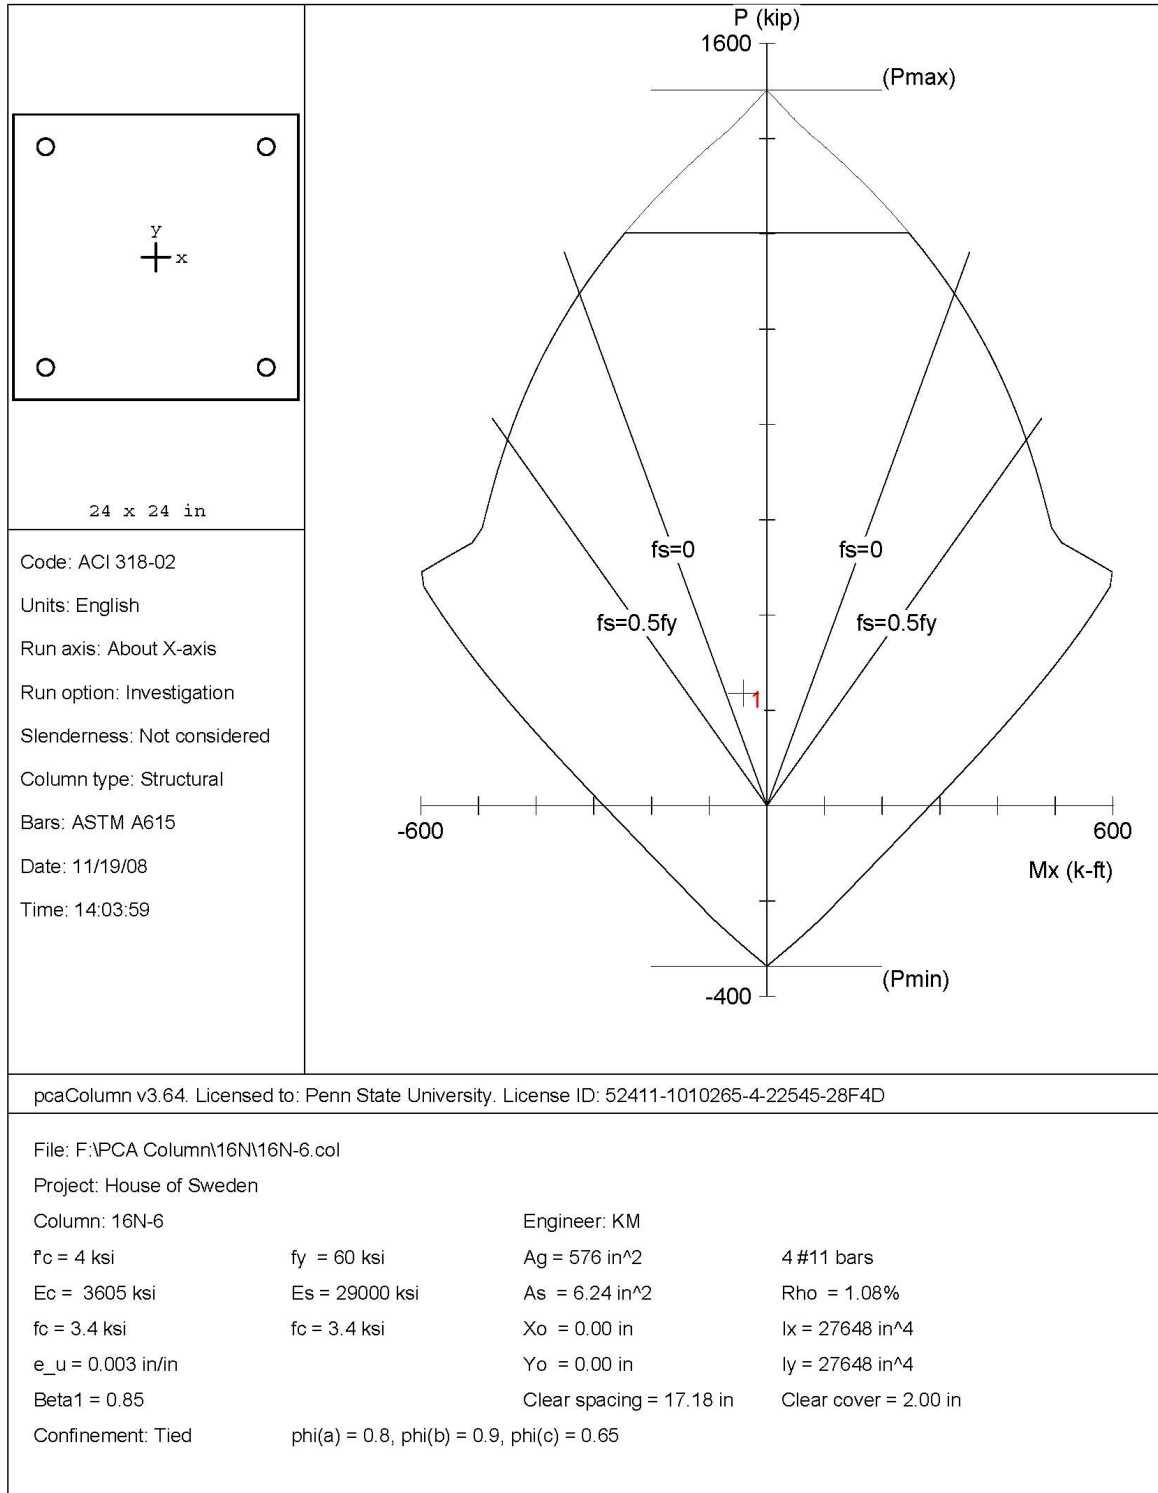 P (kip)
1600
(Pmax)
y
x
24 x 24 in
fs=0
fs=0
fs=0.5fy
fs=0.5fy
1
-600
600
Mx (k-ft)
-400
(Pmin)
Code: ACI 318-02
Units: English
Run axis: About X-axis
Run option: Investigation
Slenderness: Not considered
Column type: Structural
Bars: ASTM A615
Date: 11/19/08
Time: 14:03:59
pcaColumn v3.64. Licensed to: Penn State University. License ID: 52411-1010265-4-22545-28F4D
File: F:\PCA Column\16N\16N-6.col
Project: House of Sweden
Column: 16N-6 Engineer: KM
f'c = 4 ksi fy = 60 ksi Ag = 576 in^2 4 #11 bars
Ec = 3605 ksi Es = 29000 ksi As = 6.24 in^2 Rho = 1.08%
fc = 3.4 ksi fc = 3.4 ksi Xo = 0.00 in Ix = 27648 in^4
e_u = 0.003 in/in Yo = 0.00 in Iy = 27648 in^4
Beta1 = 0.85 Clear spacing = 17.18 in Clear cover = 2.00 in
Confinement: Tied phi(a) = 0.8, phi(b) = 0.9, phi(c) = 0.65